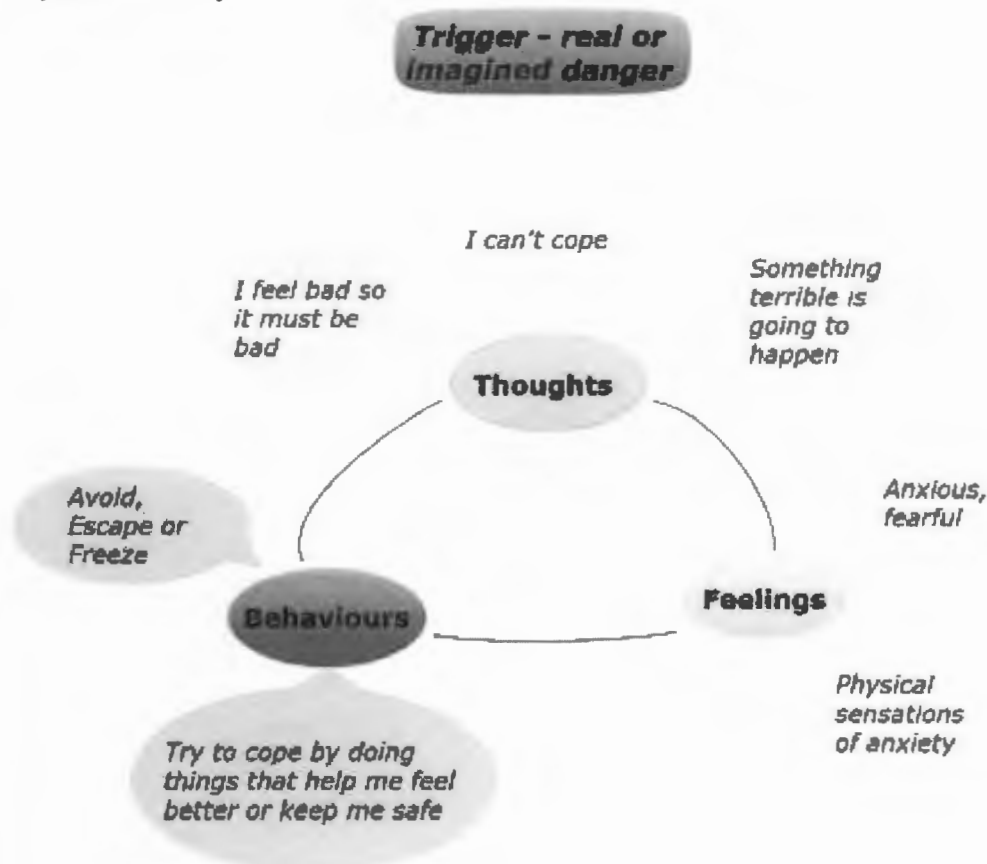 Trigger - real or
imagined danger
I can't cope
I feel bad so
it must be
bad
Something
terrible is
going to
happen
Thoughts
Avoid,
Escape or
Freeze
Anxious,
fearful
Behaviours
Feelings
Physical
sensations
of anxiety
Try to cope by doing
things that help me feel
better or keep me safe